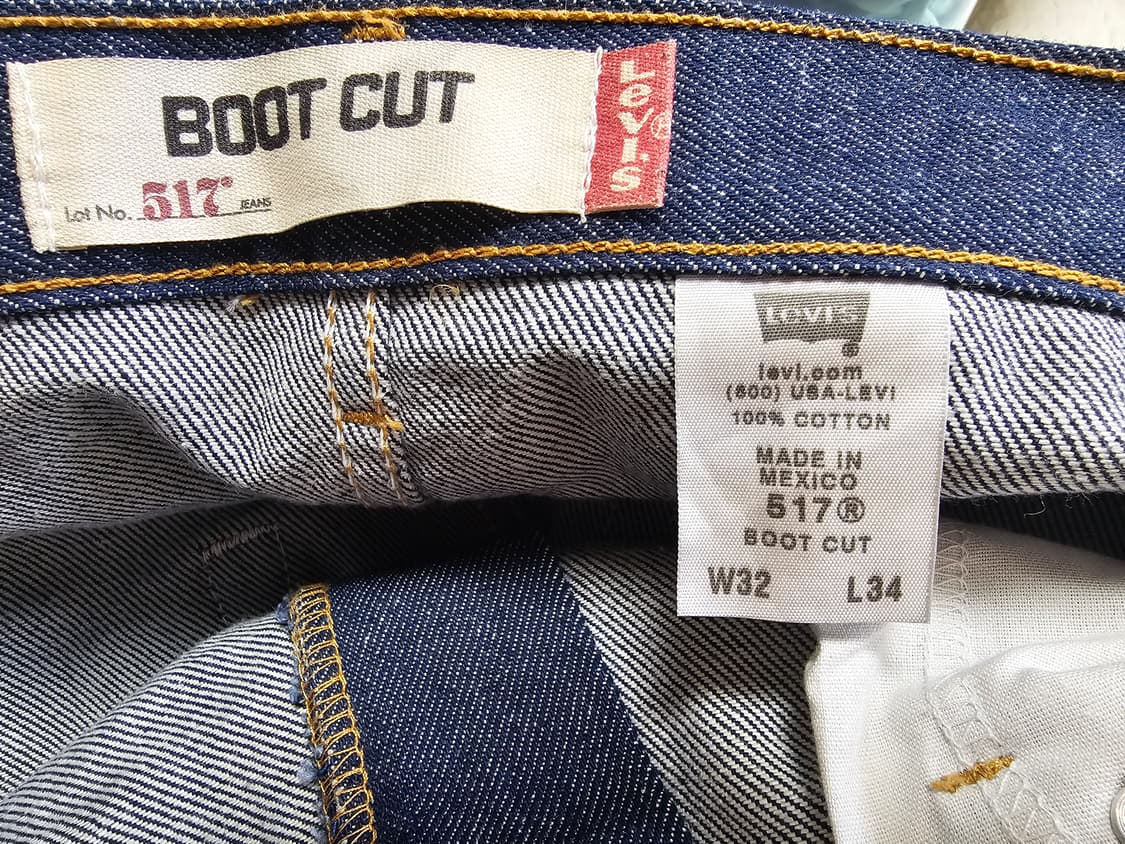 BOOT CUT
Lot No. 517® JEANS
LeVI'S®
LeVI'S
®
levi.com
(800) USA-LEVI
100% COTTON
MADE IN
MEXICO
517®
BOOT CUT
W32 L34